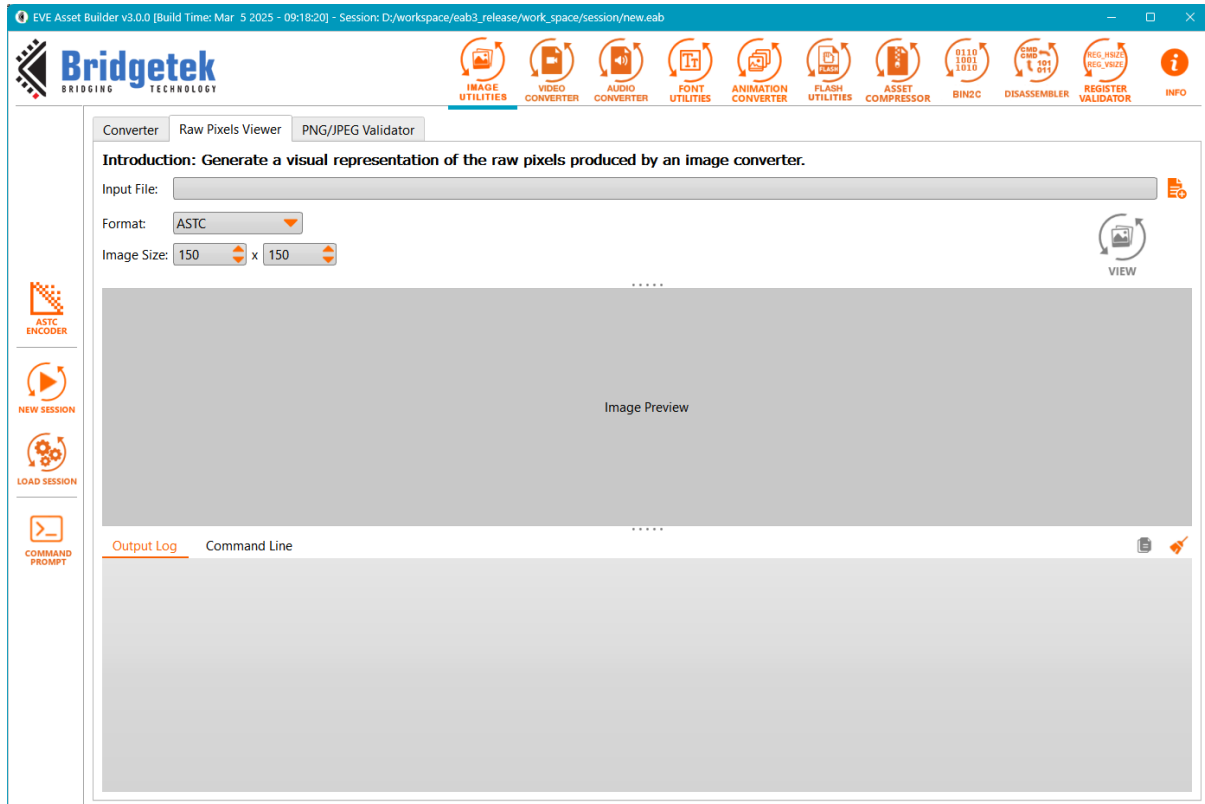 EVE Asset Builder v3.0.0 [Build Time: Mar  5 2025 - 09:18:20] - Session: D:/workspace/eab3_release/work_space/session/new.eab
Bridgetek
BRIDGING TECHNOLOGY
IMAGE UTILITIES
VIDEO CONVERTER
AUDIO CONVERTER
Tт
FONT UTILITIES
ANIMATION CONVERTER
FLASH
FLASH UTILITIES
ASSET COMPRESSOR
0110
1001
1010
BIN2C
CMD
CMD
101
011
DISASSEMBLER
REG_HSIZE
REG_VSIZE
REGISTER VALIDATOR
i
INFO
Converter Raw Pixels Viewer PNG/JPEG Validator
Introduction: Generate a visual representation of the raw pixels produced by an image converter.
Input File:
Format: ASTC
Image Size: 150 x 150
VIEW
ASTC
ENCODER
NEW SESSION
LOAD SESSION
COMMAND
PROMPT
Image Preview
Output Log Command Line